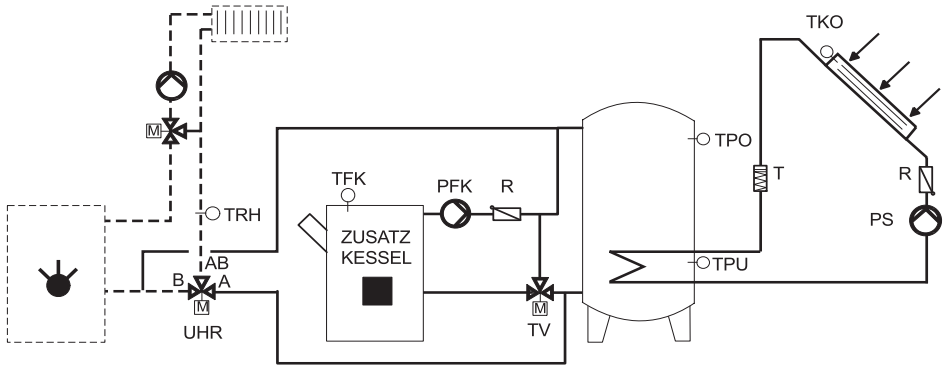 TKO
M
TPO
TFK
PFK
R
T
R
TRH
PS
ZUSATZ
KESSEL
AB
TPU
B
A
M
M
UHR
TV